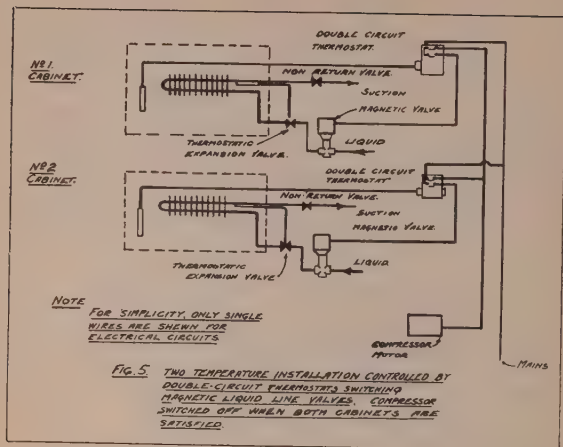 DOUBLE CIRCUIT
THERMOSTAT.
Nº1.
CABINET.
NON RETURN VALVE.
SUCTION
MAGNETIC VALVE
THERMOSTATIC
EXPANSION VALVE.
LIQUID
Nº2
CABINET.
DOUBLE CIRCUIT
THERMOSTAT
NON-RETURN VALVE.
SUCTION
MAGNETIC VALVE.
THERMOSTATIC
EXPANSION VALVE
LIQUID.
NOTE
FOR SIMPLICITY, ONLY SINGLE
WIRES ARE SHEWN FOR
ELECTRICAL CIRCUITS
COMPRESSOR
MOTOR
MAINS
FIG. 5. TWO TEMPERATURE INSTALLATION CONTROLLED BY
DOUBLE-CIRCUIT THERMOSTATS SWITCHING
MAGNETIC LIQUID LINE VALVES. COMPRESSOR
SWITCHED OFF WHEN BOTH CABINETS ARE
SATISFIED.